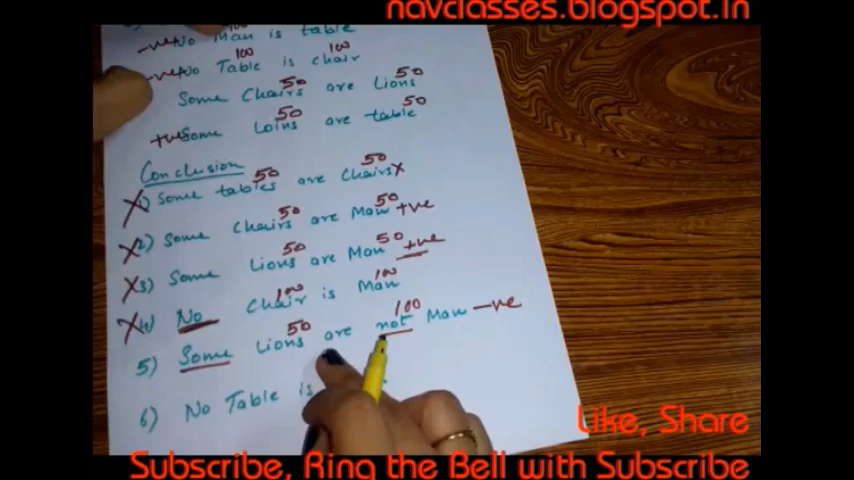 navclasses.blogspot.in
-ve No Man is table 100
-ve No Table 100 is chair 100
Some Chairs 50 are Lions 50
+ve Some Loins 50 are table 50
Conclusion
X 1) Some tables 50 are Chairs 50 x
X 2) Some Chairs 50 are Man 50 +ve
X 3) Some Lions 50 are Man 50 +ve
X 4) No Chair 100 is Man 100
5) Some Lions 50 are not 100 Man -ve
6) No Table is
Like, Share
Subscribe, Ring the Bell with Subscribe